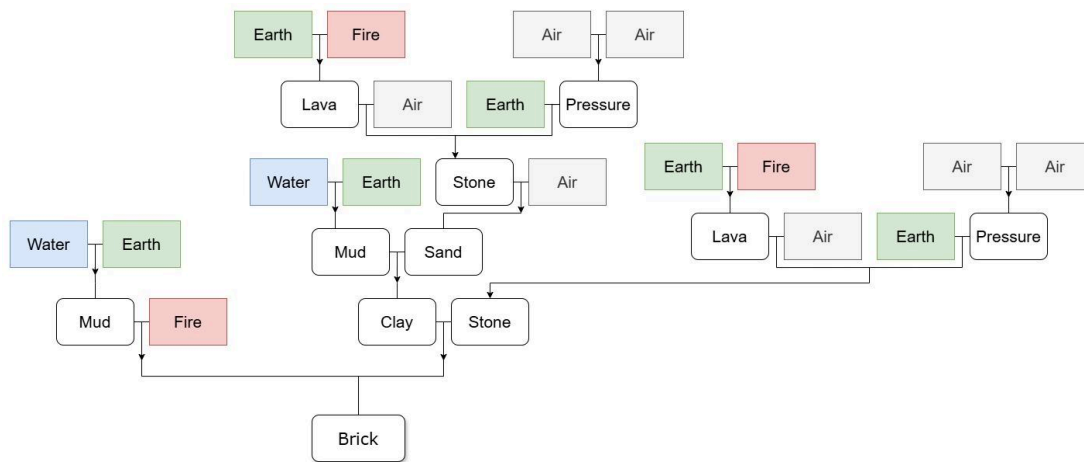 Earth Fire Air Air
Lava Air Earth Pressure
Water Earth Stone Air Earth Fire Air Air
Water Earth Mud Sand Lava Air Earth Pressure
Mud Fire Clay Stone
Brick